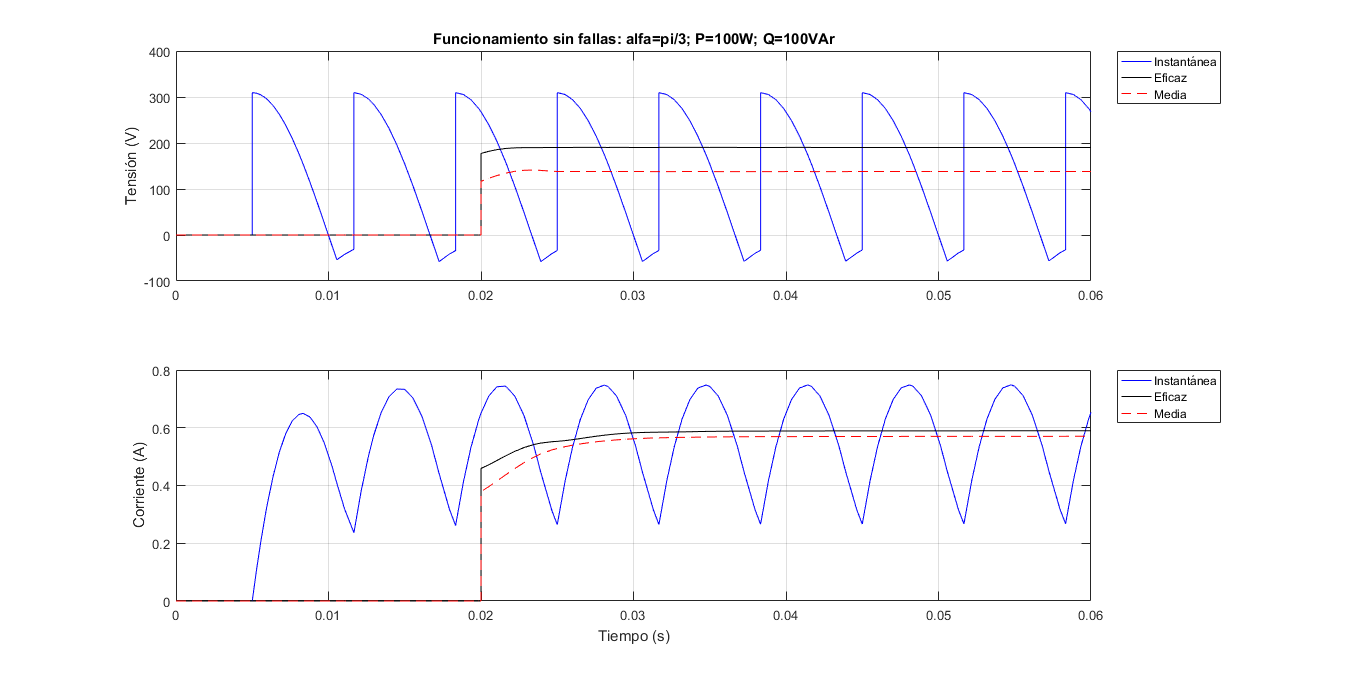 Funcionamiento sin fallas: alfa=pi/3; P=100W; Q=100VAr
Tensión (V)
400
300
200
100
0
-100
0 0.01 0.02 0.03 0.04 0.05 0.06
Instantánea
Eficaz
Media
Corriente (A)
0.8
0.6
0.4
0.2
0
0 0.01 0.02 0.03 0.04 0.05 0.06
Tiempo (s)
Instantánea
Eficaz
Media